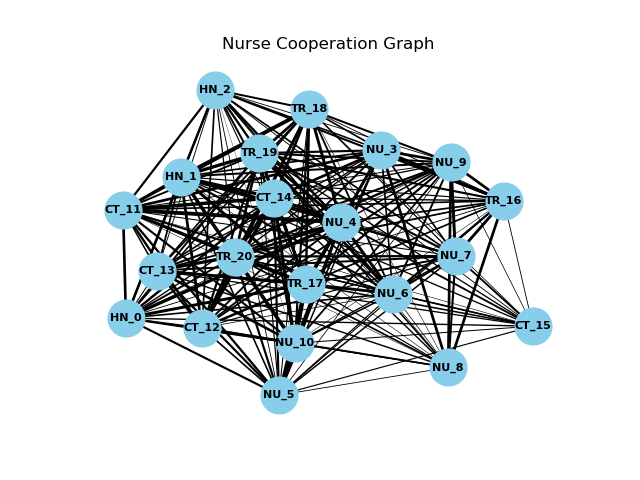 Nurse Cooperation Graph
HN_2
TR_18
NU_3
TR_19
NU_9
HN_1
CT_14
TR_16
CT_11
NU_4
TR_20
NU_7
CT_13
TR_17
NU_6
HN_0
CT_15
CT_12
NU_10
NU_8
NU_5